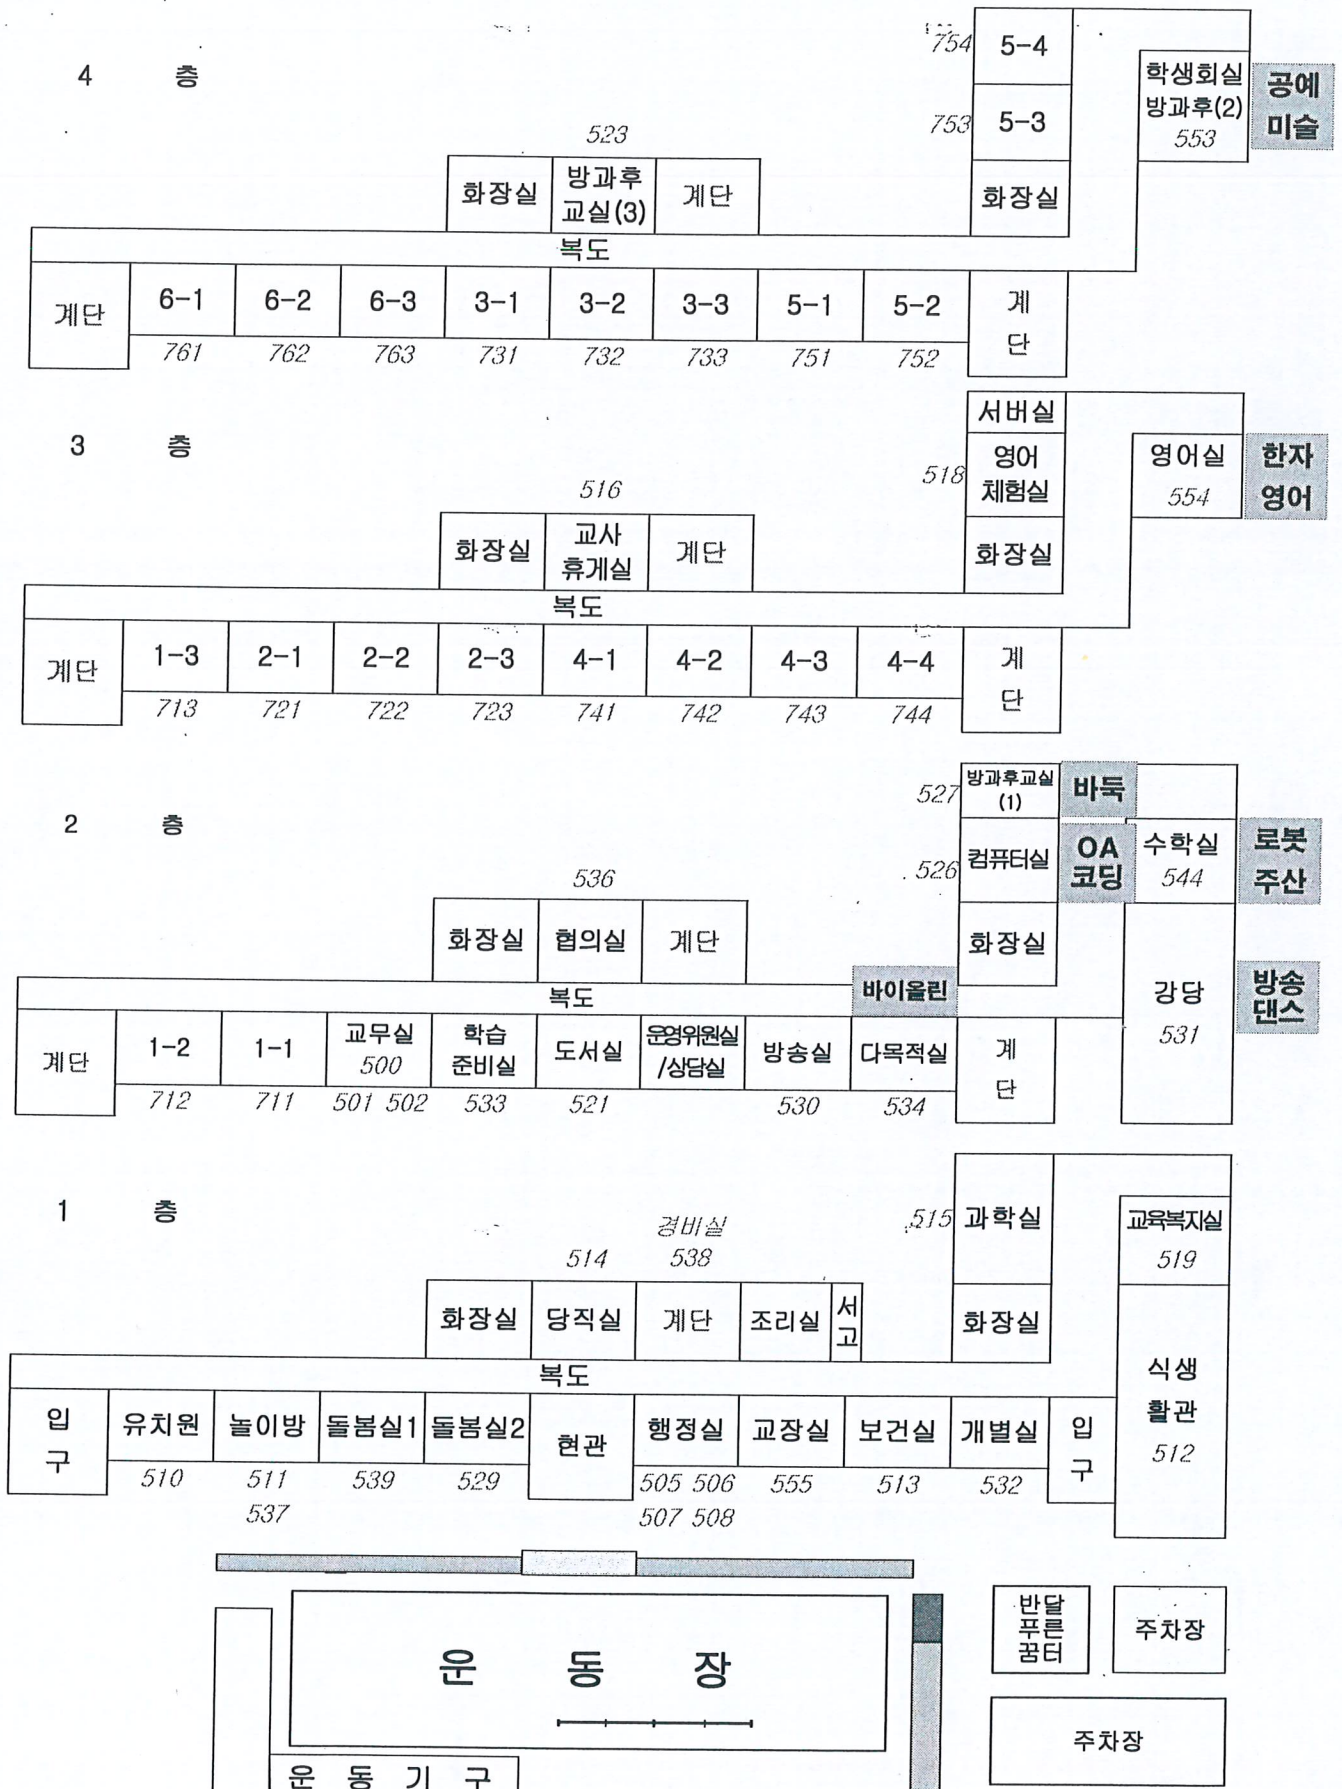 4 층
754 5-4
학생회실
방과후(2)
553
공예
미술
753 5-3
523
화장실
방과후
교실(3)
계단
화장실
복도
계단
6-1 6-2 6-3 3-1 3-2 3-3 5-1 5-2
계
단
761 762 763 731 732 733 751 752
3 층
서버실
518
영어
체험실
영어실
554
한자
영어
516
화장실
교사
휴게실
계단
화장실
복도
계단
1-3 2-1 2-2 2-3 4-1 4-2 4-3 4-4
계
단
713 721 722 723 741 742 743 744
2 층
527
방과후교실
(1)
바둑
526
컴퓨터실
OA
코딩
수학실
544
로봇
주산
536
화장실 협의실 계단
화장실
바이올린
복도
강당
531
방송
댄스
계단
1-2 1-1
교무실
500
학습
준비실
도서실
운영위원실
/상담실
방송실 다목적실
계
단
712 711 501 502 533 521 530 534
1 층
515 과학실
교육복지실
519
경비실
514 538
화장실 당직실 계단 조리실
서
고
화장실
복도
식생
활관
512
입
구
유치원 놀이방 돌봄실1 돌봄실2 현관 행정실 교장실 보건실 개별실
입
구
510 511 539 529 505 506 555 513 532
537 507 508
운 동 장
반달
푸른
꿈터
주차장
주차장
운 동 기 구